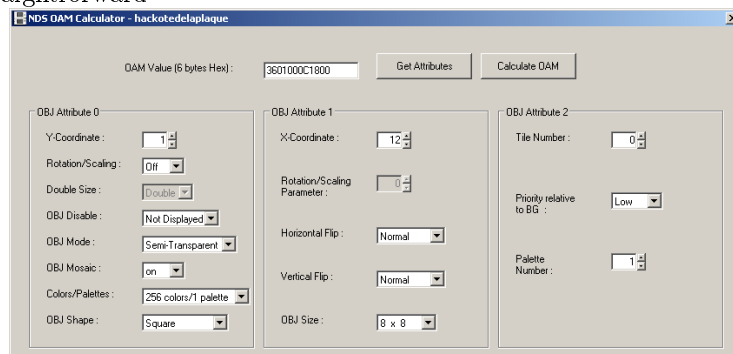 NDS OAM Calculator - hackotedelaplaque
OAM Value (6 bytes Hex) : 3601000C1800 Get Attributes Calculate OAM
OBJ Attribute 0
Y-Coordinate : 1
Rotation/Scaling : Off
Double Size : Double
OBJ Disable : Not Displayed
OBJ Mode : Semi-Transparent
OBJ Mosaic : on
Colors/Palettes : 256 colors/1 palette
OBJ Shape : Square
OBJ Attribute 1
X-Coordinate : 12
Rotation/Scaling
Parameter : 0
Horizontal Flip : Normal
Vertical Flip : Normal
OBJ Size : 8 x 8
OBJ Attribute 2
Tile Number : 0
Priority relative
to BG : Low
Palette
Number : 1